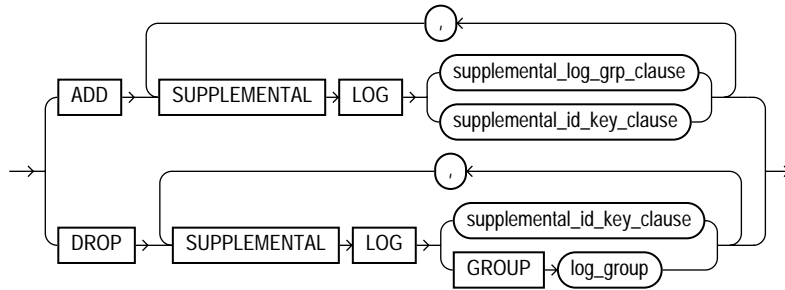 ,
supplemental_log_grp_clause
ADD SUPPLEMENTAL LOG
supplemental_id_key_clause
,
supplemental_id_key_clause
DROP SUPPLEMENTAL LOG
GROUP log_group